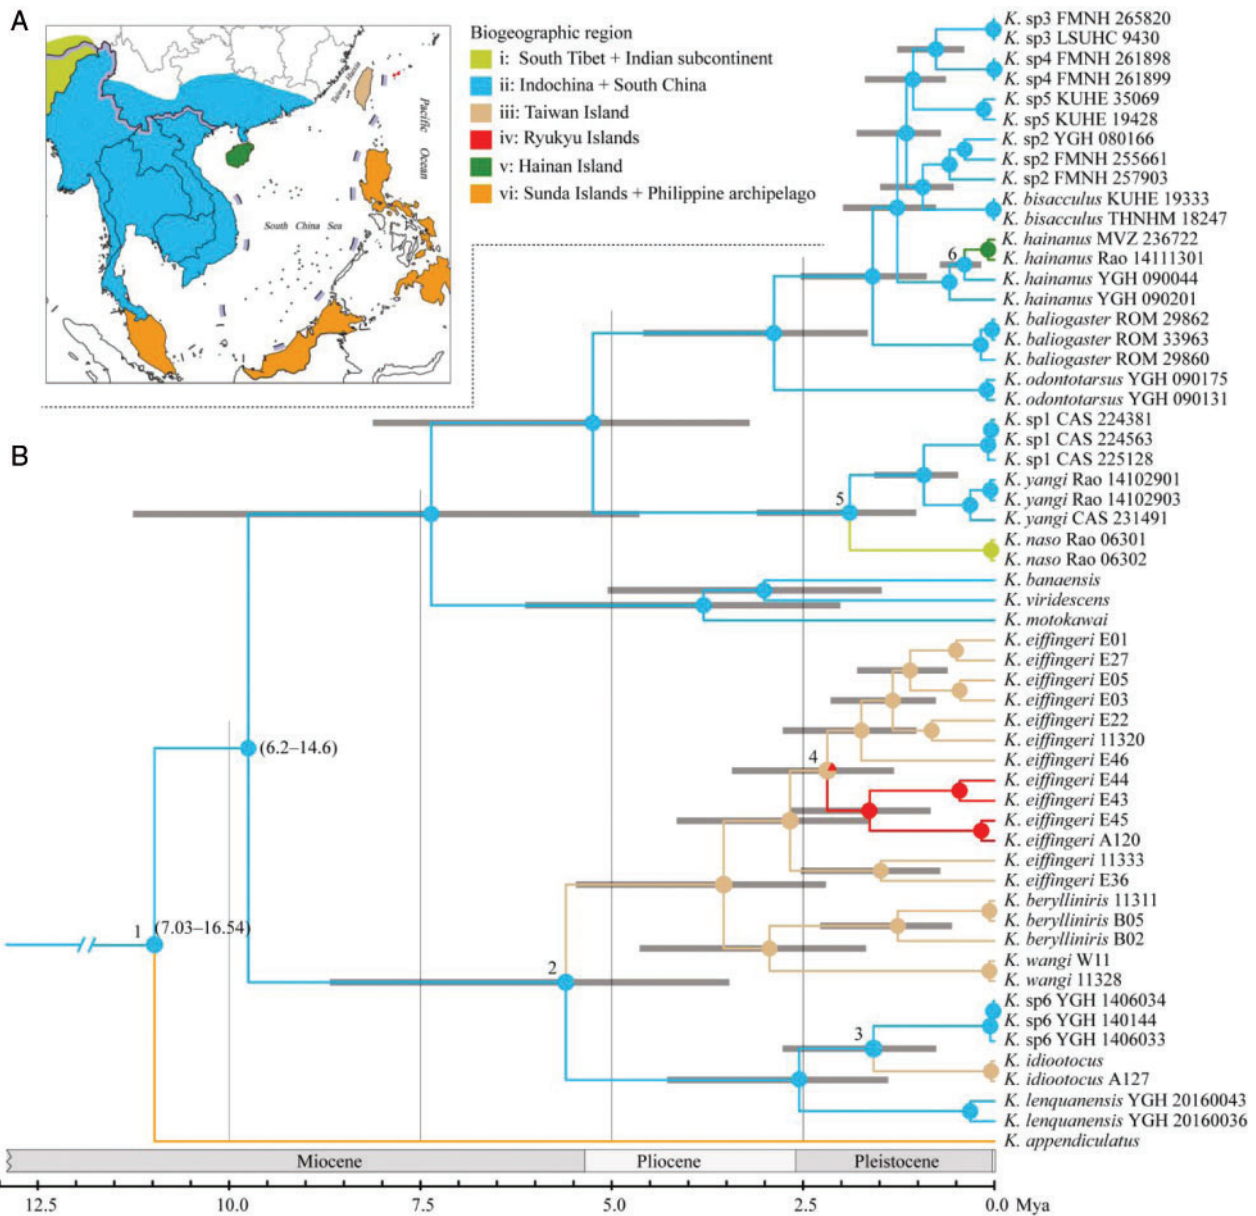 A
Taiwan Island
Pacific Ocean
South China Sea
Biogeographic region
i: South Tibet + Indian subcontinent
ii: Indochina + South China
iii: Taiwan Island
iv: Ryukyu Islands
v: Hainan Island
vi: Sunda Islands + Philippine archipelago
B
K. sp3 FMNH 265820
K. sp3 LSUHC 9430
K. sp4 FMNH 261898
K. sp4 FMNH 261899
K. sp5 KUHE 35069
K. sp5 KUHE 19428
K. sp2 YGH 080166
K. sp2 FMNH 255661
K. sp2 FMNH 257903
K. bisacculus KUHE 19333
K. bisacculus THNHM 18247
K. hainanus MVZ 236722
6
K. hainanus Rao 14111301
K. hainanus YGH 090044
K. hainanus YGH 090201
K. baliogaster ROM 29862
K. baliogaster ROM 33963
K. baliogaster ROM 29860
K. odontotarsus YGH 090175
K. odontotarsus YGH 090131
K. sp1 CAS 224381
K. sp1 CAS 224563
K. sp1 CAS 225128
K. yangi Rao 14102901
5
K. yangi Rao 14102903
K. yangi CAS 231491
K. naso Rao 06301
K. naso Rao 06302
K. banaensis
K. viridescens
K. motokawai
K. eiffingeri E01
K. eiffingeri E27
K. eiffingeri E05
K. eiffingeri E03
K. eiffingeri E22
K. eiffingeri 11320
(6.2–14.6)
4
K. eiffingeri E46
K. eiffingeri E44
K. eiffingeri E43
K. eiffingeri E45
K. eiffingeri A120
K. eiffingeri 11333
K. eiffingeri E36
K. berylliniris 11311
K. berylliniris B05
1
(7.03–16.54)
K. berylliniris B02
K. wangi W11
2
K. wangi 11328
K. sp6 YGH 1406034
K. sp6 YGH 140144
3
K. sp6 YGH 1406033
K. idiootocus
K. idiootocus A127
K. lenquanensis YGH 20160043
K. lenquanensis YGH 20160036
K. appendiculatus
Miocene Pliocene Pleistocene
12.5 10.0 7.5 5.0 2.5 0.0 Mya